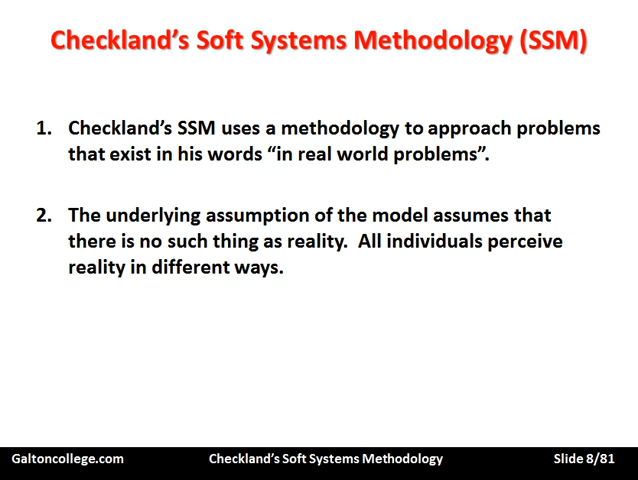 Checkland’s Soft Systems Methodology (SSM)
1. Checkland’s SSM uses a methodology to approach problems
that exist in his words “in real world problems”.
2. The underlying assumption of the model assumes that
there is no such thing as reality. All individuals perceive
reality in different ways.
Galtoncollege.com Checkland’s Soft Systems Methodology Slide 8/81